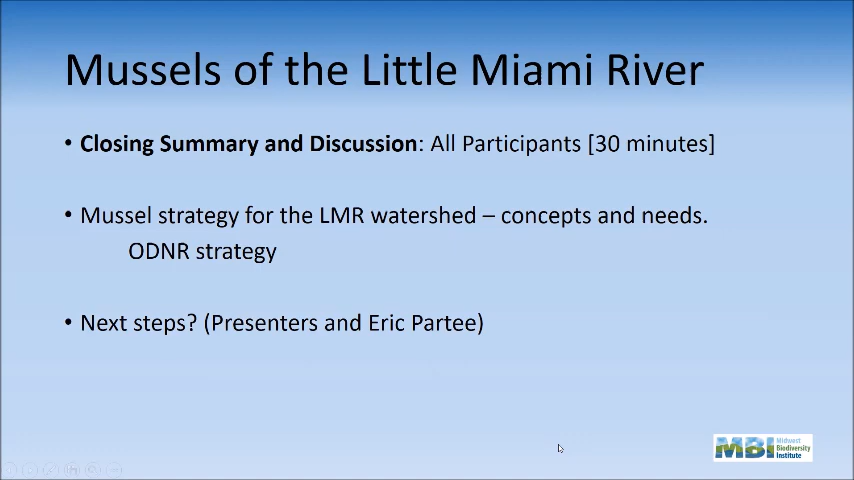 Mussels of the Little Miami River
• Closing Summary and Discussion: All Participants [30 minutes]
• Mussel strategy for the LMR watershed – concepts and needs.
ODNR strategy
• Next steps? (Presenters and Eric Partee)
MBI
Midwest
Biodiversity
Institute